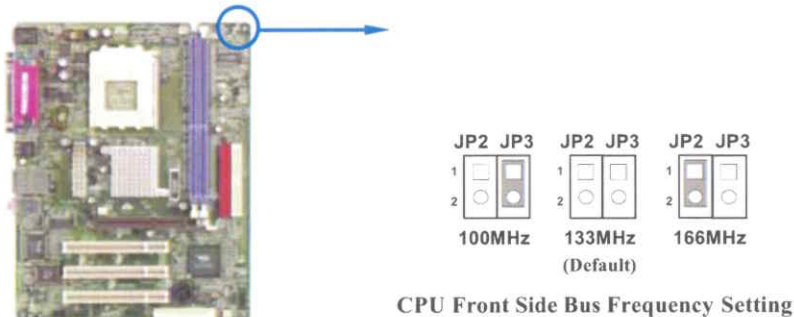 JP2 JP3 JP2 JP3 JP2 JP3
1 1 1
2 2 2
100MHz 133MHz 166MHz
(Default)
CPU Front Side Bus Frequency Setting